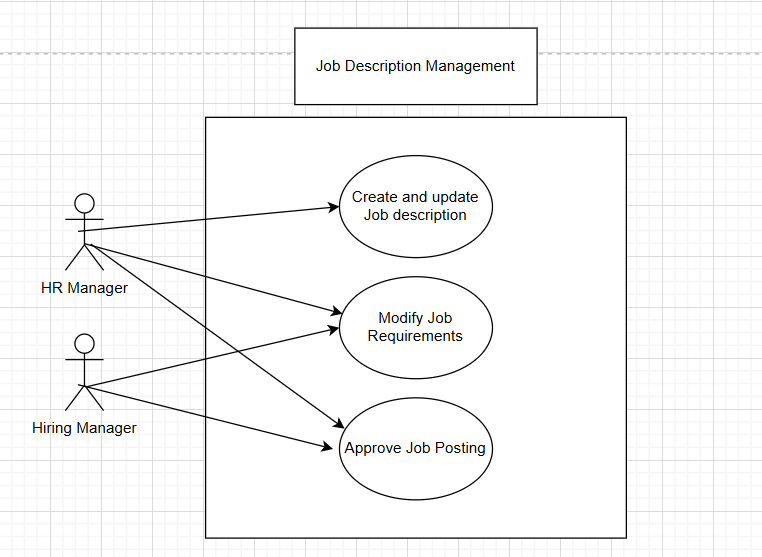 Job Description Management
Create and update
Job description
HR Manager
Modify Job
Requirements
Hiring Manager
Approve Job Posting